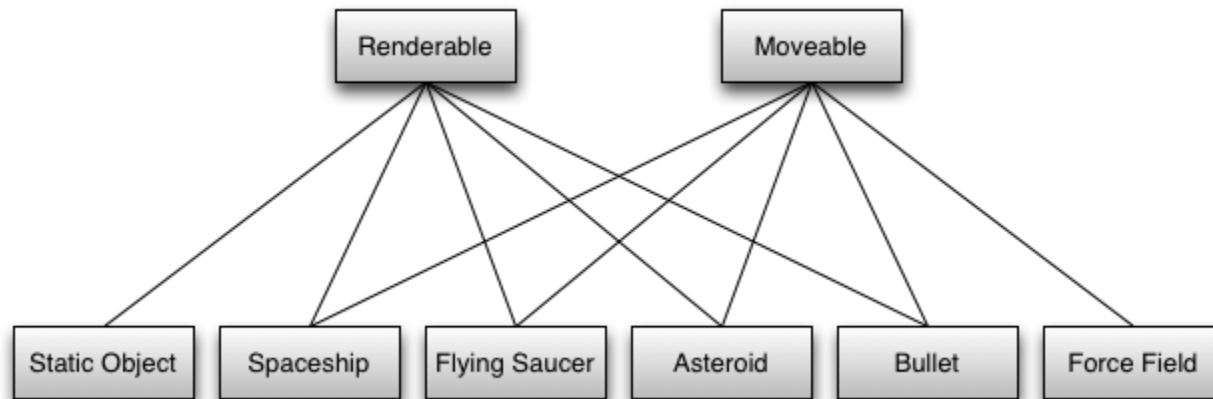 Renderable
Moveable
Static Object
Spaceship
Flying Saucer
Asteroid
Bullet
Force Field